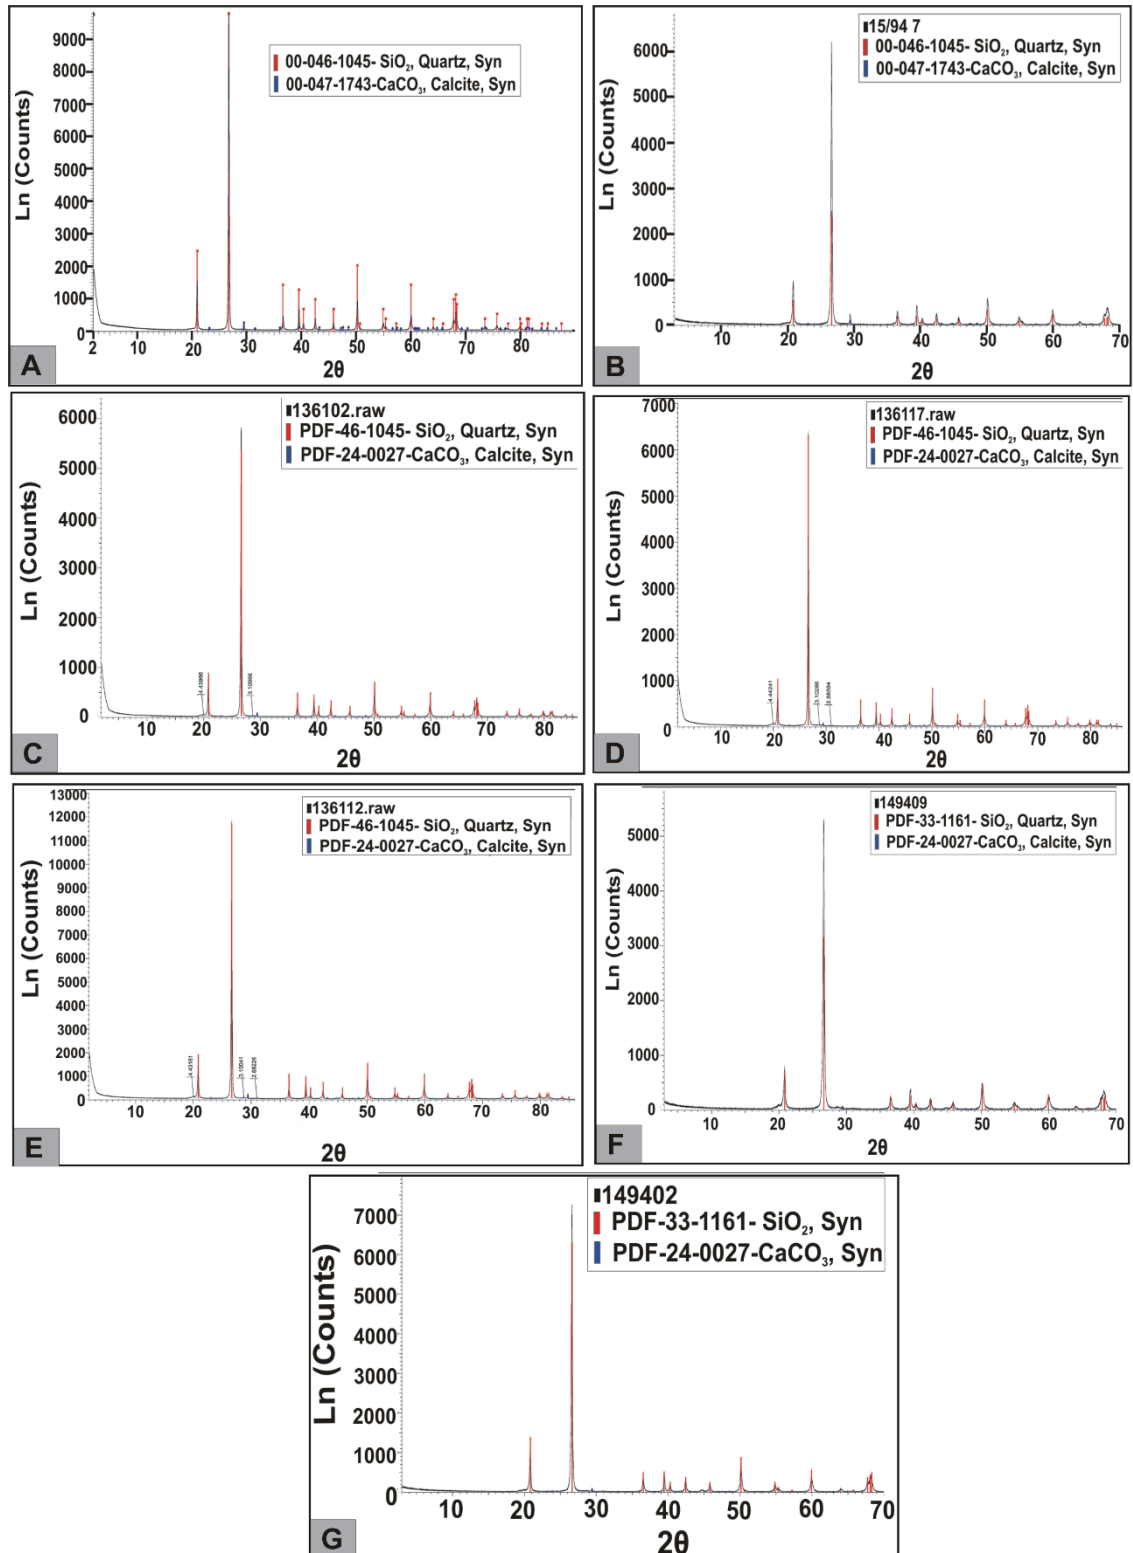 9000
8000
7000
6000
5000
4000
3000
2000
1000
0
Ln (Counts)
00-046-1045- SiO₂, Quartz, Syn
00-047-1743-CaCO₃, Calcite, Syn
2 10 20 30 40 50 60 70 80
2θ
A
6000
5000
4000
3000
2000
1000
0
Ln (Counts)
15/94 7
00-046-1045- SiO₂, Quartz, Syn
00-047-1743-CaCO₃, Calcite, Syn
10 20 30 40 50 60 70
2θ
B
6000
5000
4000
3000
2000
1000
0
Ln (Counts)
136102.raw
PDF-46-1045- SiO₂, Quartz, Syn
PDF-24-0027-CaCO₃, Calcite, Syn
10 20 30 40 50 60 70 80
2θ
C
7000
6000
5000
4000
3000
2000
1000
0
Ln (Counts)
136117.raw
PDF-46-1045- SiO₂, Quartz, Syn
PDF-24-0027-CaCO₃, Calcite, Syn
4.44241
10 20 30 40 50 60 70 80
2θ
D
13000
12000
11000
10000
9000
8000
7000
6000
5000
4000
3000
2000
1000
0
Ln (Counts)
136112.raw
PDF-46-1045- SiO₂, Quartz, Syn
PDF-24-0027-CaCO₃, Calcite, Syn
3.10041
10 20 30 40 50 60 70 80
2θ
E
5000
4000
3000
2000
1000
0
Ln (Counts)
149409
PDF-33-1161- SiO₂, Quartz, Syn
PDF-24-0027-CaCO₃, Calcite, Syn
10 20 30 40 50 60 70
2θ
F
7000
6000
5000
4000
3000
2000
1000
0
Ln (Counts)
149402
PDF-33-1161- SiO₂, Syn
PDF-24-0027-CaCO₃, Syn
10 20 30 40 50 60 70
2θ
G